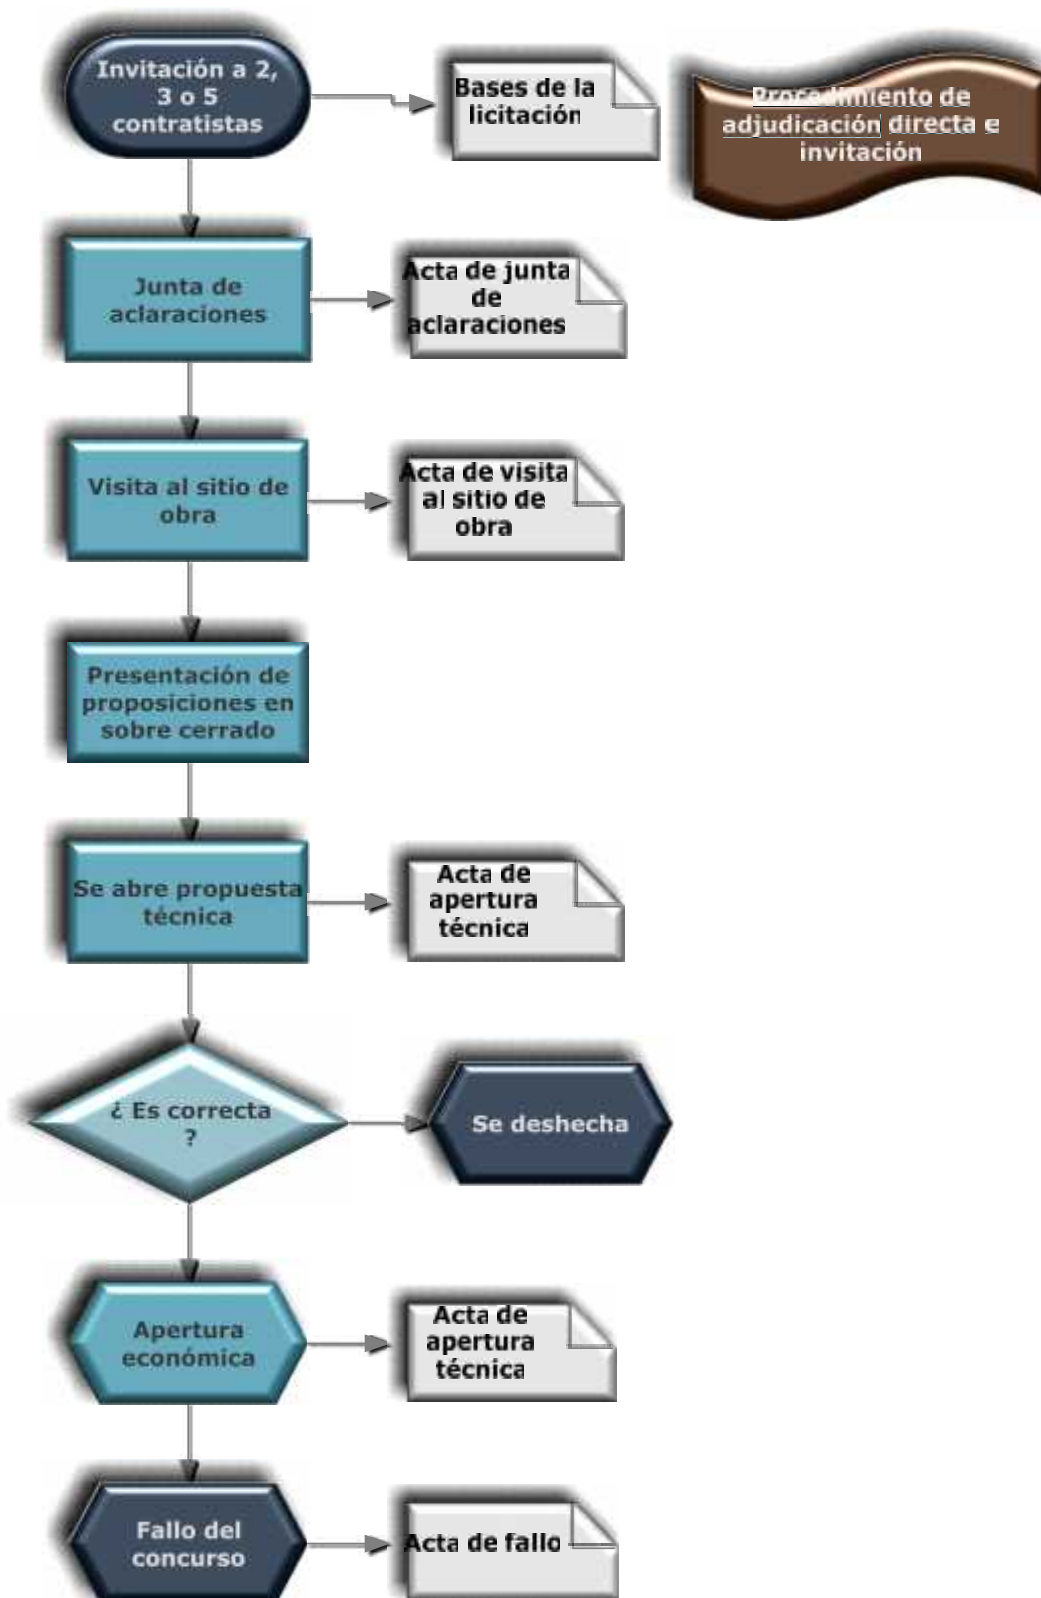 Invitación a 2,
3 o 5
contratistas
Bases de la
licitación
Procedimiento de
adjudicación directa e
invitación
Junta de
aclaraciones
Acta de junta
de
aclaraciones
Visita al sitio de
obra
Acta de visita
al sitio de
obra
Presentación de
proposiciones en
sobre cerrado
Se abre propuesta
técnica
Acta de
apertura
técnica
¿ Es correcta
?
Se deshecha
Apertura
económica
Acta de
apertura
técnica
Fallo del
concurso
Acta de fallo